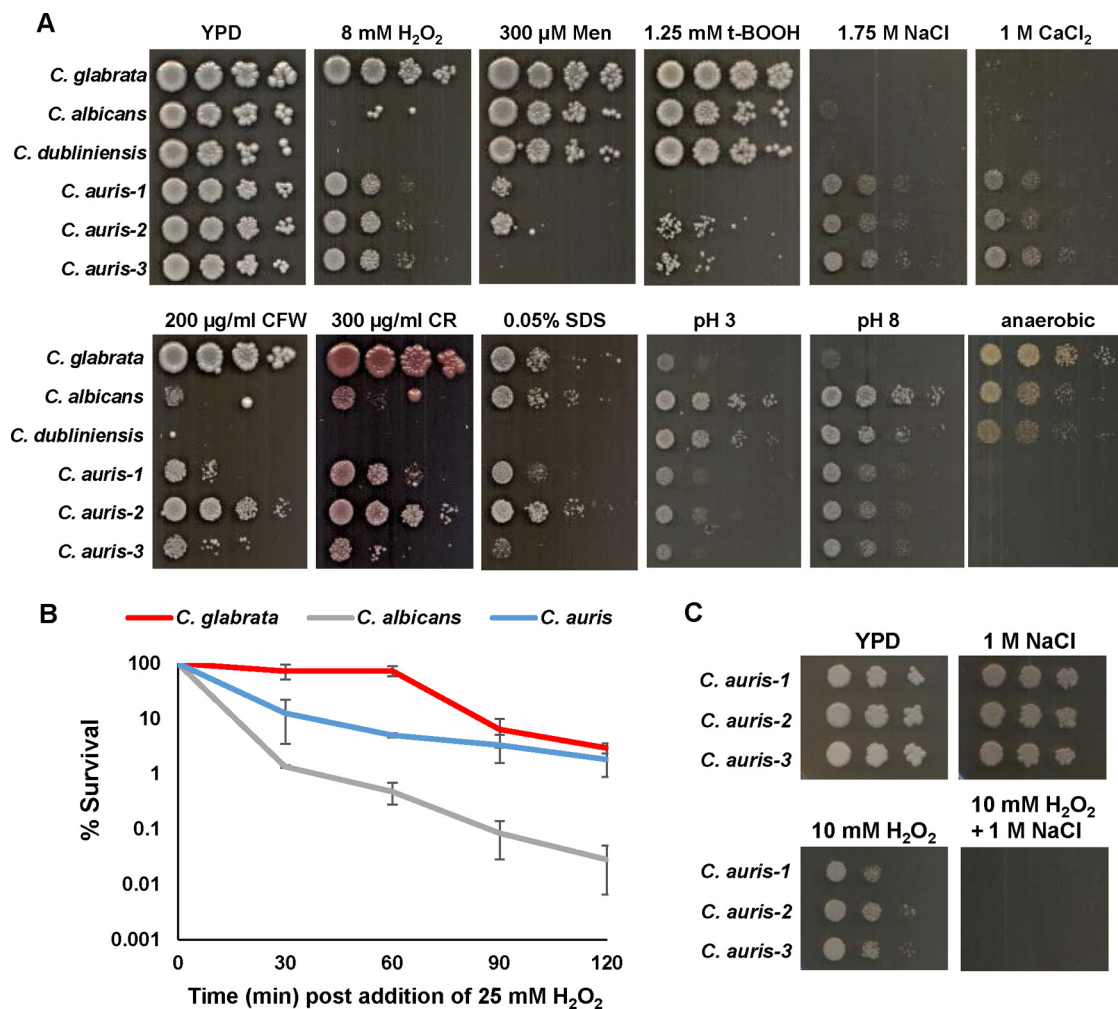 A
YPD 8 mM H₂O₂ 300 µM Men 1.25 mM t-BOOH 1.75 M NaCl 1 M CaCl₂
C. glabrata
C. albicans
C. dubliniensis
C. auris-1
C. auris-2
C. auris-3
200 µg/ml CFW 300 µg/ml CR 0.05% SDS pH 3 pH 8 anaerobic
C. glabrata
C. albicans
C. dubliniensis
C. auris-1
C. auris-2
C. auris-3
B
C. glabrata C. albicans C. auris
% Survival
100
10
1
0.1
0.01
0.001
0 30 60 90 120
Time (min) post addition of 25 mM H₂O₂
C
YPD 1 M NaCl
C. auris-1
C. auris-2
C. auris-3
10 mM H₂O₂ 10 mM H₂O₂
+ 1 M NaCl
C. auris-1
C. auris-2
C. auris-3